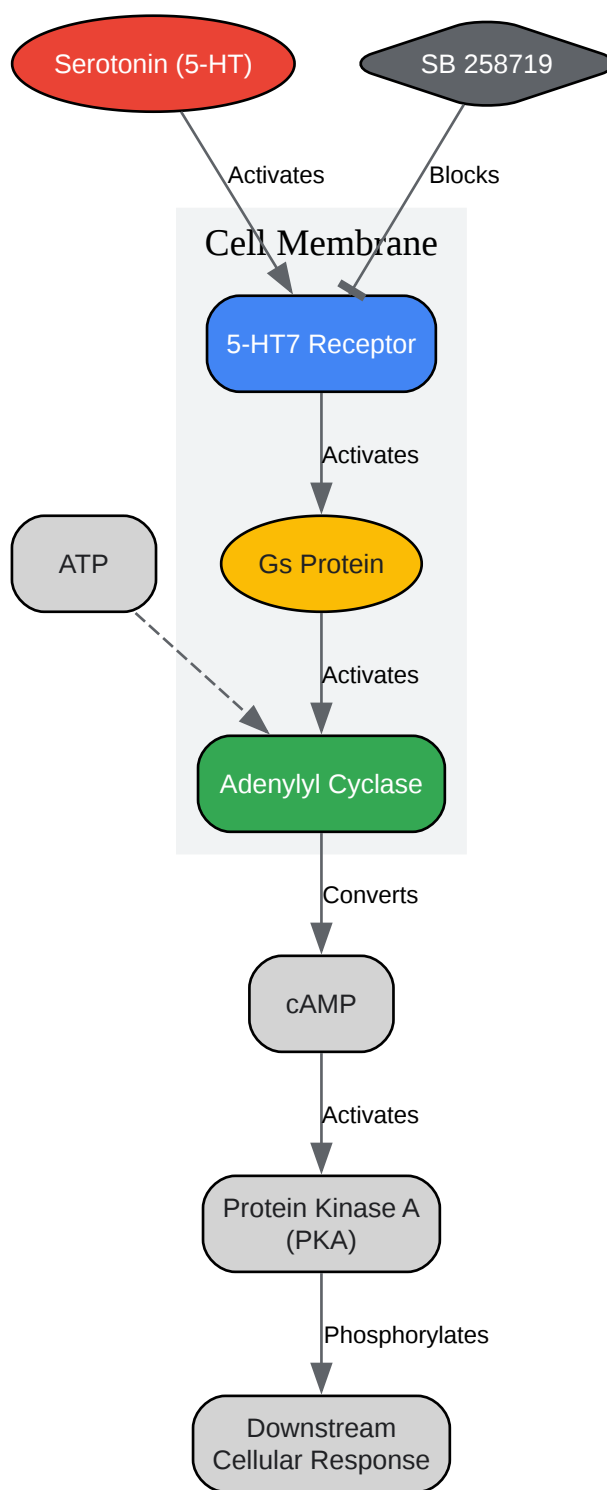 Serotonin (5-HT)
SB 258719
Activates
Blocks
Cell Membrane
5-HT7 Receptor
Activates
ATP
Gs Protein
Activates
Adenylyl Cyclase
Converts
cAMP
Activates
Protein Kinase A
(PKA)
Phosphorylates
Downstream
Cellular Response